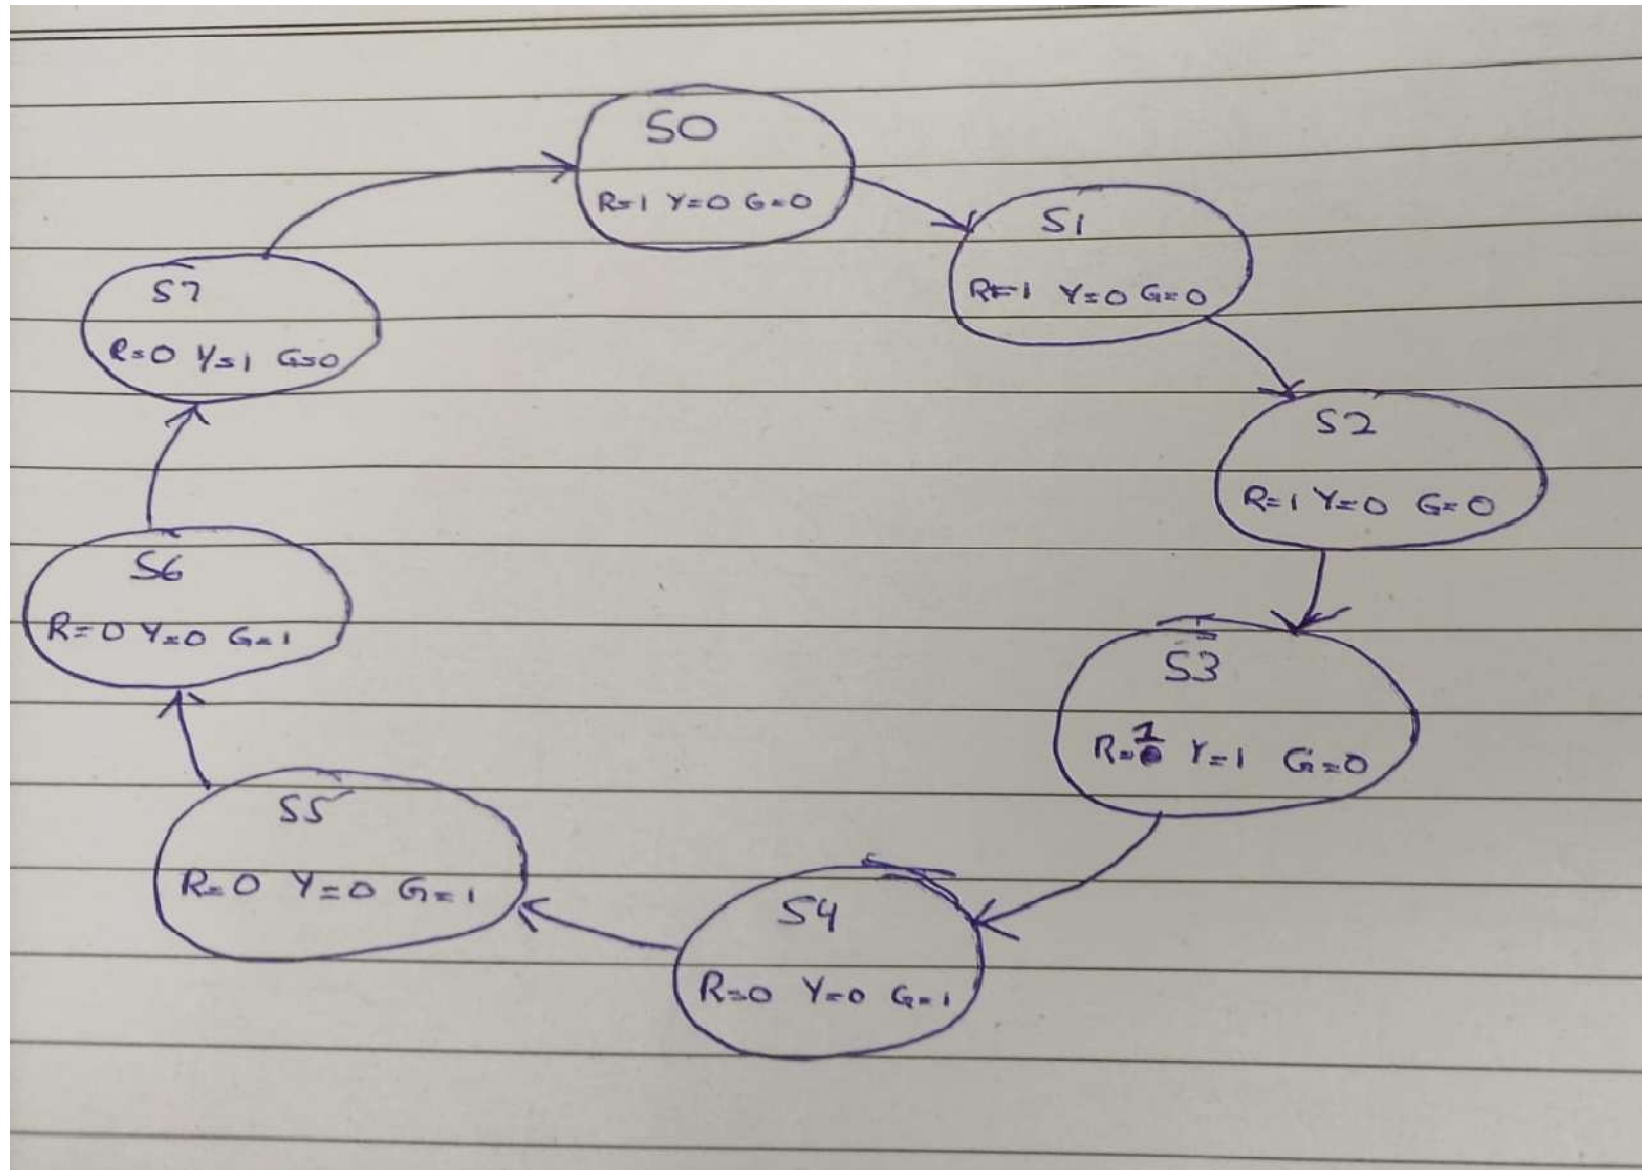 S0
R=1 Y=0 G=0
S1
R=1 Y=0 G=0
S2
R=1 Y=0 G=0
S3
R=1 Y=1 G=0
S4
R=0 Y=0 G=1
S5
R=0 Y=0 G=1
S6
R=0 Y=0 G=1
S7
R=0 Y=1 G=0